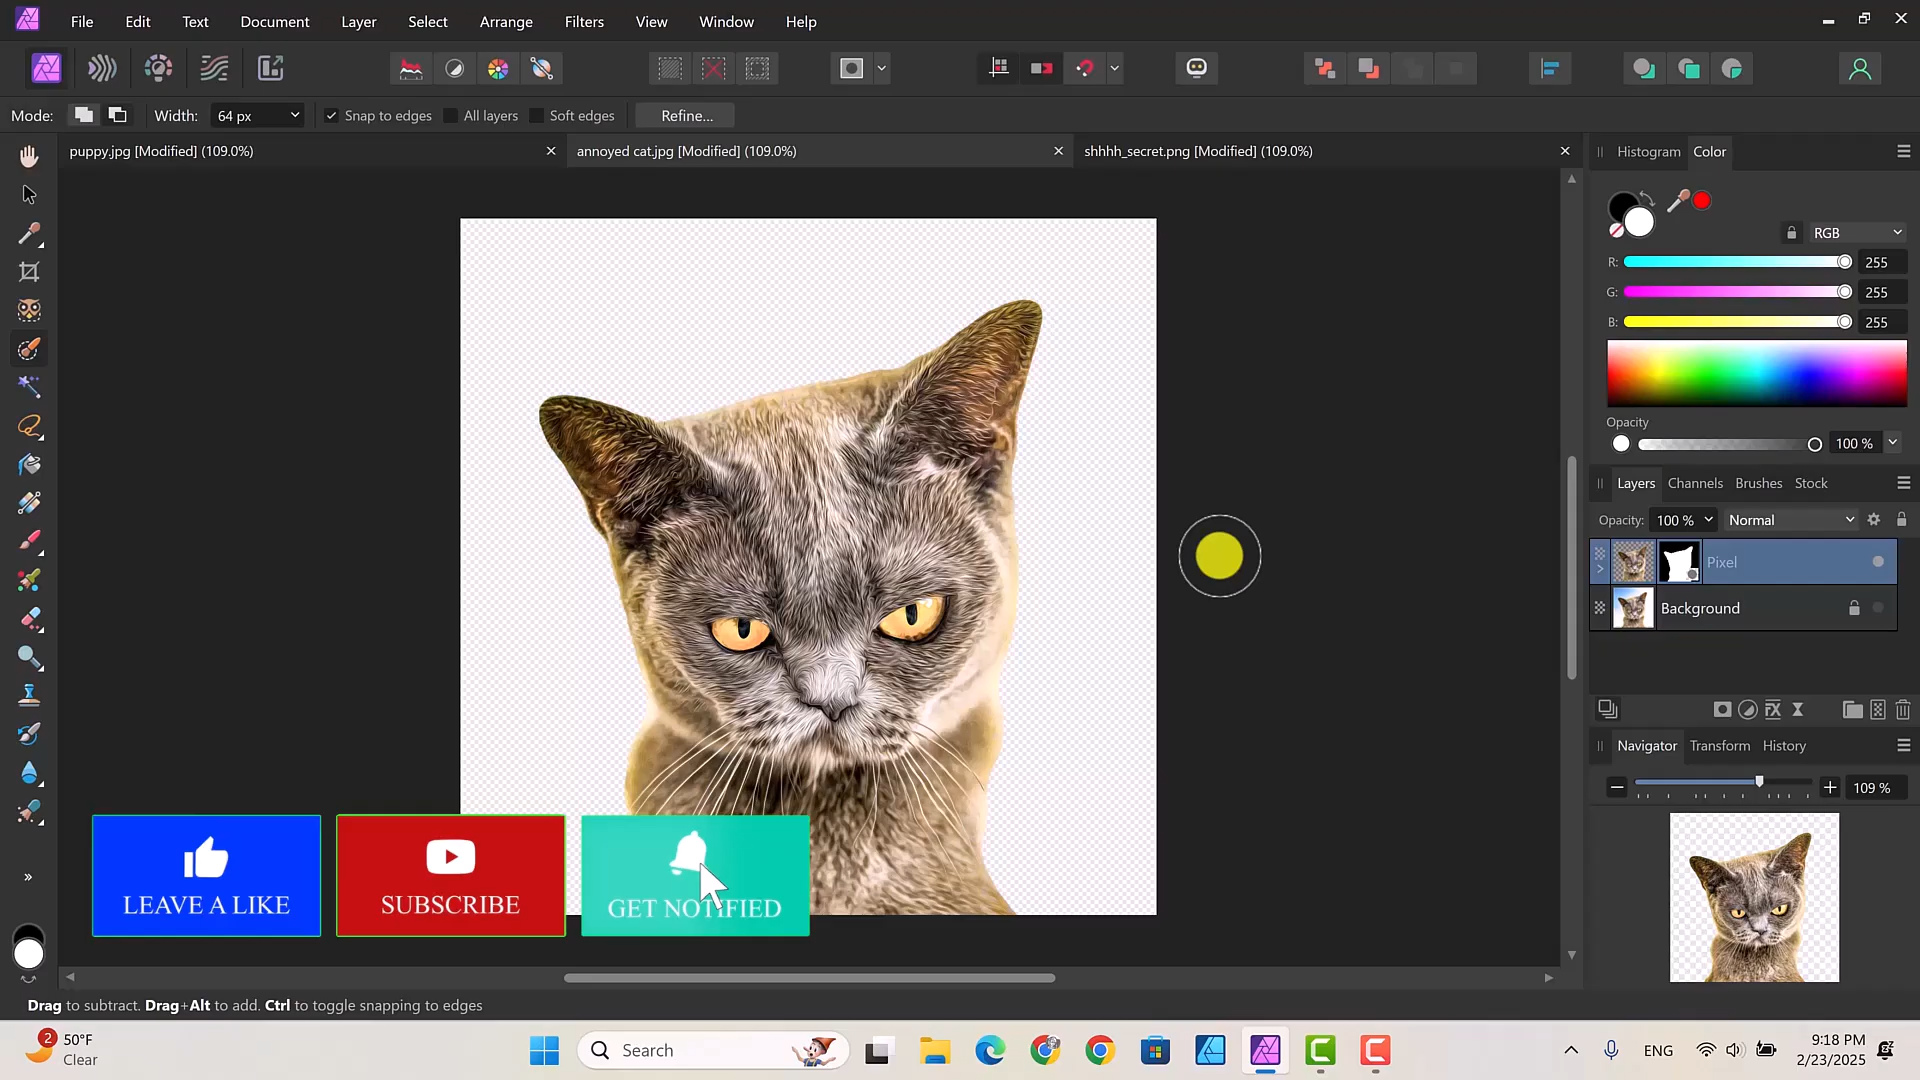 File Edit Text Document Layer Select Arrange Filters View Window Help
Mode: Width: 64 px Snap to edges All layers Soft edges Refine...
puppy.jpg [Modified] (109.0%) annoyed cat.jpg [Modified] (109.0%) shhhh_secret.png [Modified] (109.0%)
Histogram Color
RGB
R: 255
G: 255
B: 255
Opacity
100 %
Layers Channels Brushes Stock
Opacity: 100 % Normal
Pixel
Background
Navigator Transform History
109 %
LEAVE A LIKE SUBSCRIBE GET NOTIFIED
Drag to subtract. Drag+Alt to add. Ctrl to toggle snapping to edges
2 50°F
Clear
Search
ENG
9:18 PM
2/23/2025